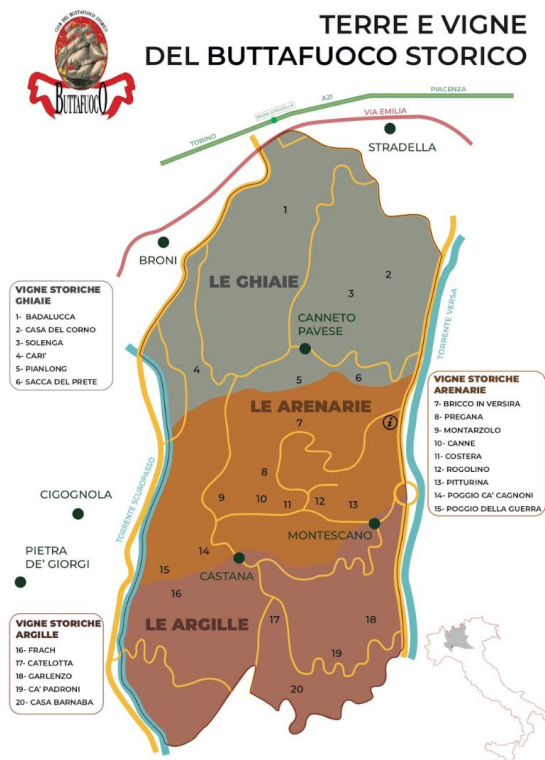 CLUB DEL BUTTAFUOCO STORICO
BUTTAFUOCO
TERRE E VIGNE
DEL BUTTAFUOCO STORICO
PIACENZA
A21
TORINO
VIA EMILIA
STRADELLA
BRONI
1
LE GHIAIE
2
3
CANNETO
PAVESE
4
5
6
TORRENTE VERSA
VIGNE STORICHE
GHIAIE
1- BADALUCCA
2- CASA DEL CORNO
3- SOLENGA
4- CARI'
5- PIANLONG
6- SACCA DEL PRETE
LE ARENARIE
7
i
8
9
10
11
12
13
VIGNE STORICHE
ARENARIE
7- BRICCO IN VERSIRA
8- PREGANA
9- MONTARZOLO
10- CANNE
11- COSTERA
12- ROGOLINO
13- PITTURINA
14- POGGIO CA' CAGNONI
15- POGGIO DELLA GUERRA
TORRENTE SCUROPASSO
CIGOGNOLA
PIETRA
DE' GIORGI
MONTESCANO
14
CASTANA
15
16
LE ARGILLE
17
18
19
20
VIGNE STORICHE
ARGILLE
16- FRACH
17- CATELOTTA
18- GARLENZO
19- CA' PADRONI
20- CASA BARNABA